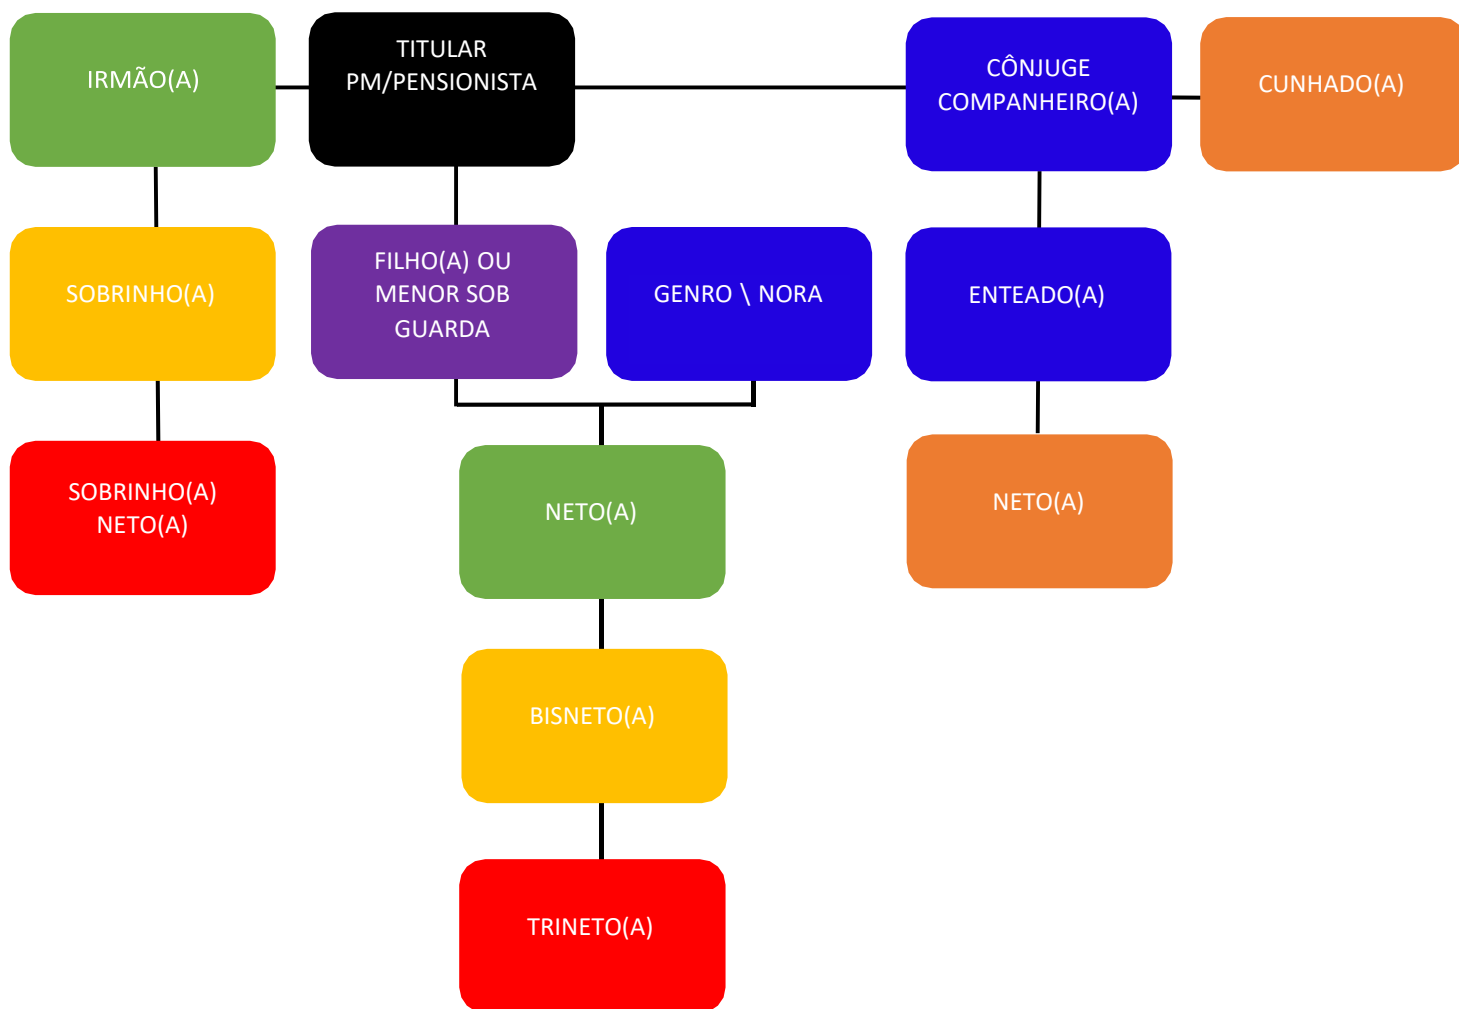 IRMÃO(A)
TITULAR
PM/PENSIONISTA
CÔNJUGE
COMPANHEIRO(A)
CUNHADO(A)
SOBRINHO(A)
FILHO(A) OU
MENOR SOB
GUARDA
GENRO \ NORA
ENTEADO(A)
SOBRINHO(A)
NETO(A)
NETO(A)
NETO(A)
BISNETO(A)
TRINETO(A)